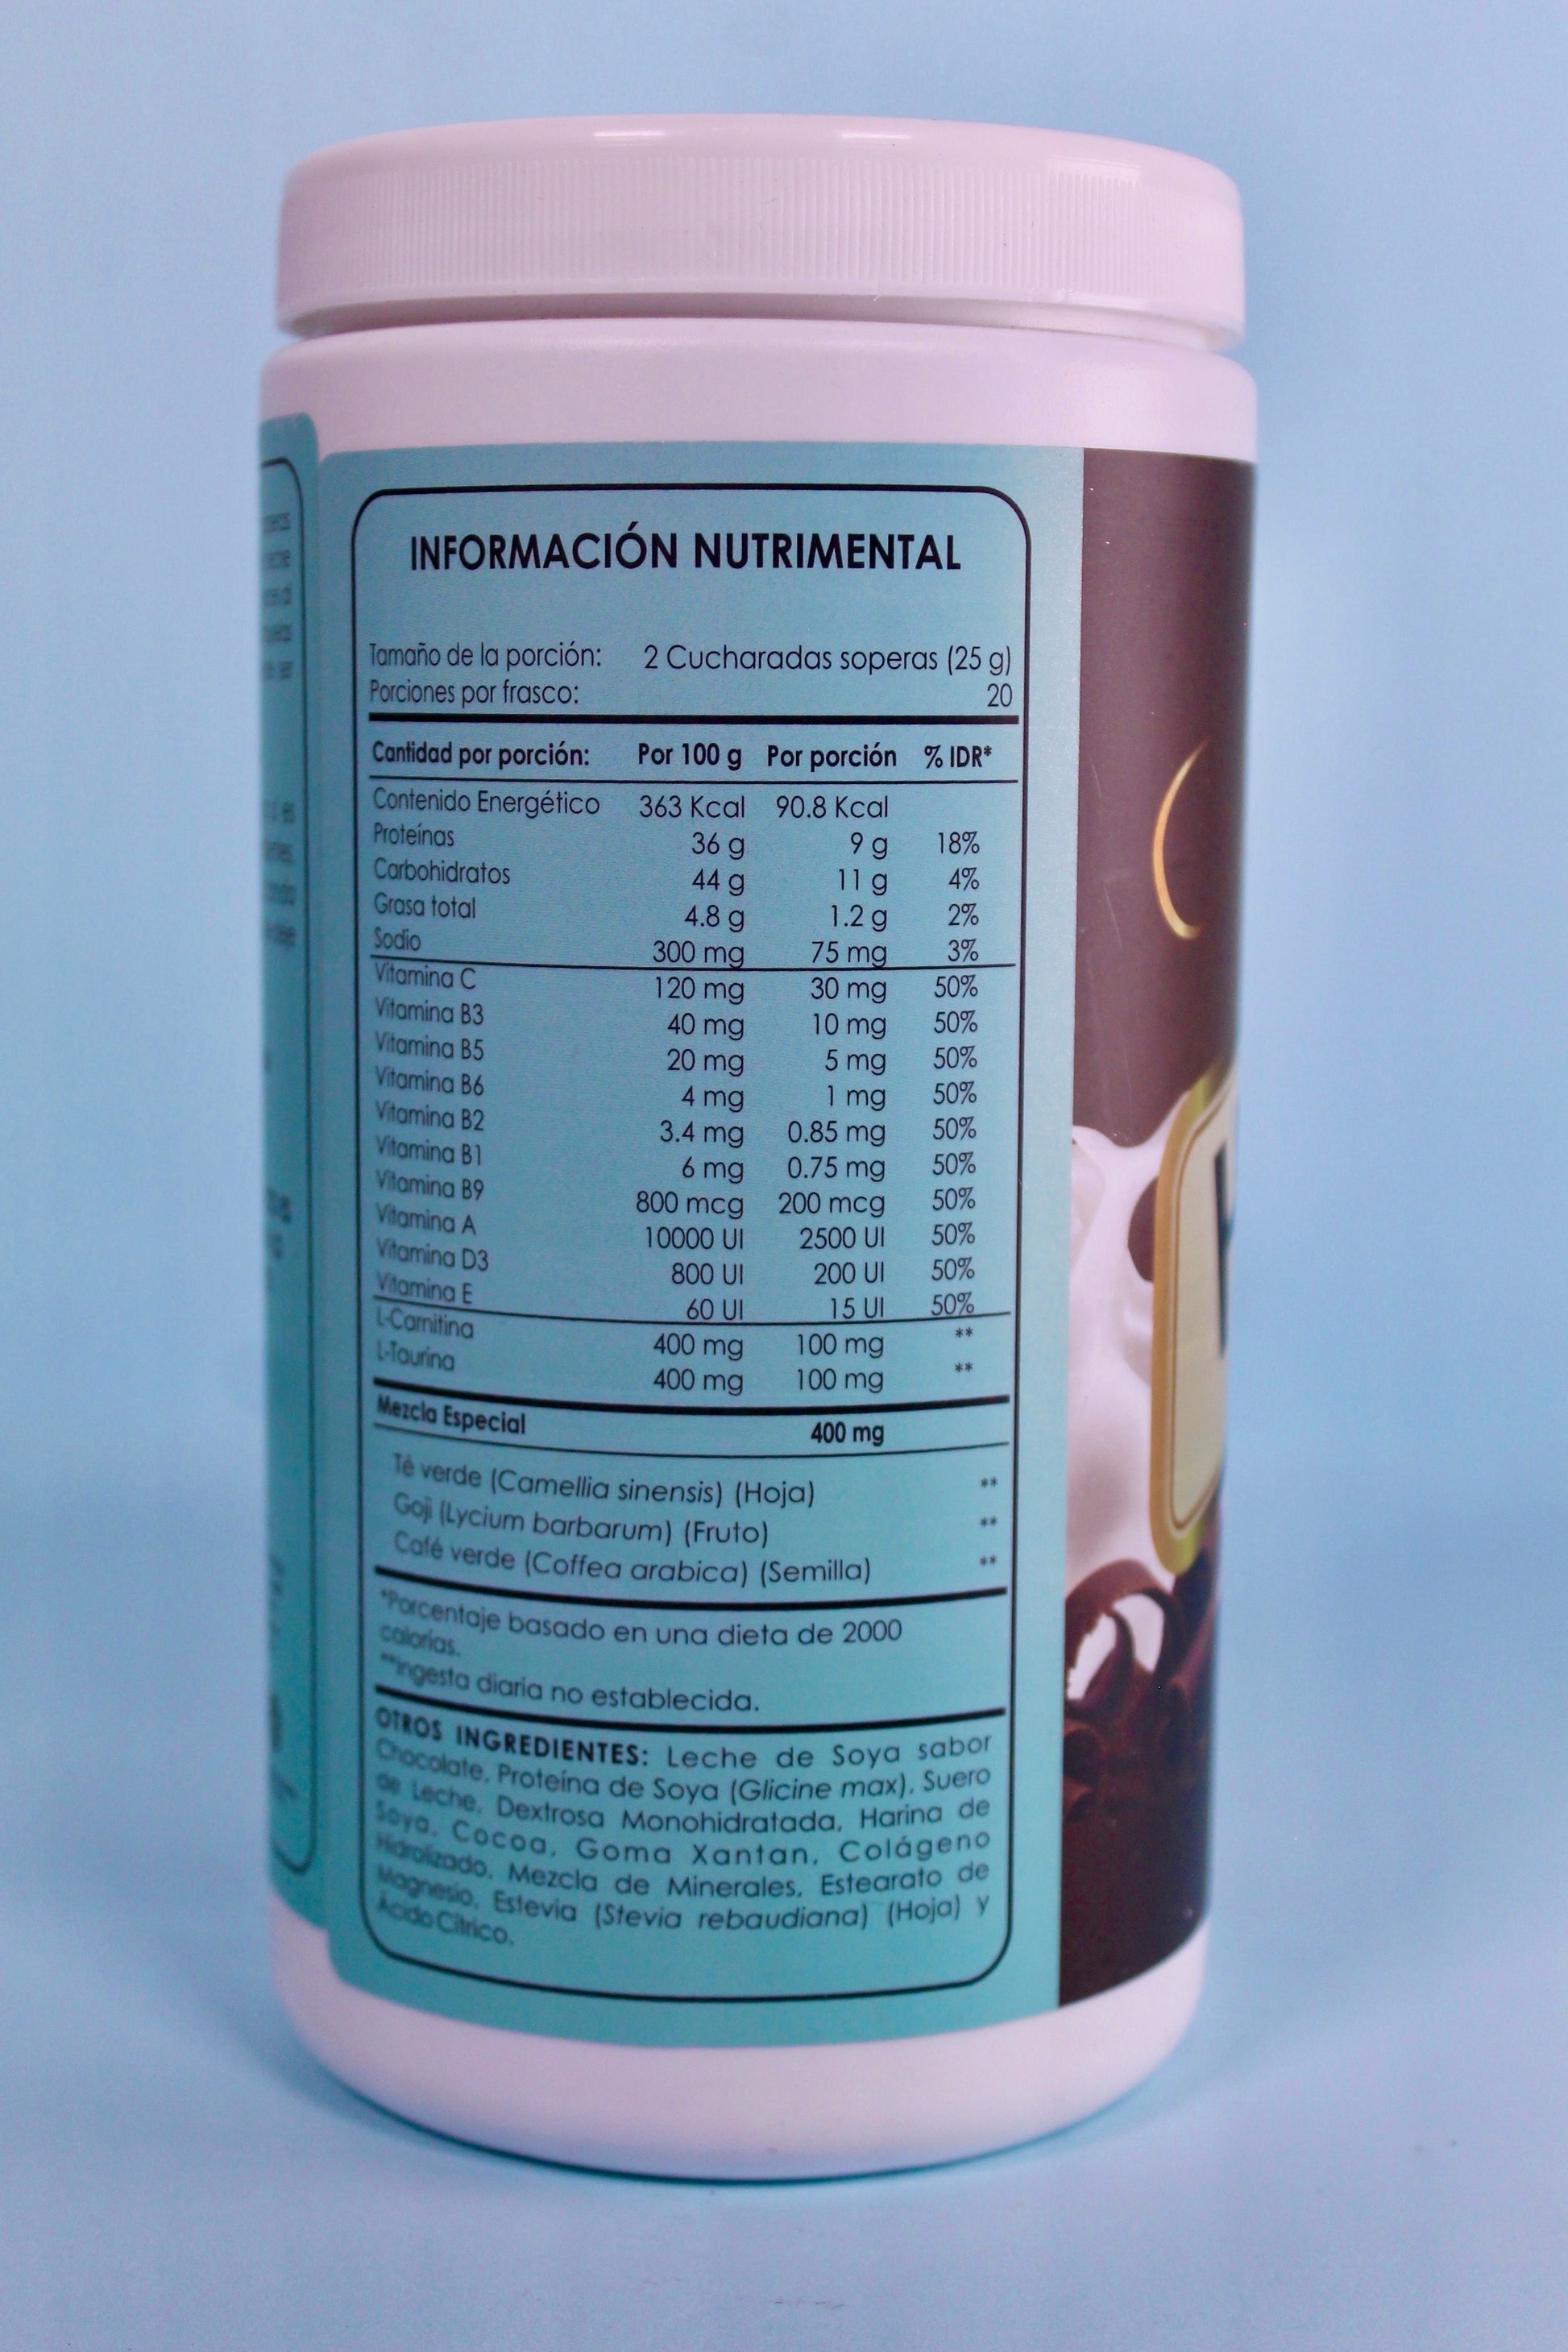 INFORMACIÓN NUTRIMENTAL
Tamaño de la porción: 2 Cucharadas soperas (25 g)
Porciones por frasco: 20
Cantidad por porción: Por 100 g Por porción % IDR*
Contenido Energético 363 Kcal 90.8 Kcal
Proteínas 36 g 9 g 18%
Carbohidratos 44 g 11 g 4%
Grasa total 4.8 g 1.2 g 2%
Sodio 300 mg 75 mg 3%
Vitamina C 120 mg 30 mg 50%
Vitamina B3 40 mg 10 mg 50%
Vitamina B5 20 mg 5 mg 50%
Vitamina B6 4 mg 1 mg 50%
Vitamina B2 3.4 mg 0.85 mg 50%
Vitamina B1 6 mg 0.75 mg 50%
Vitamina B9 800 mcg 200 mcg 50%
Vitamina A 10000 UI 2500 UI 50%
Vitamina D3 800 UI 200 UI 50%
Vitamina E 60 UI 15 UI 50%
L-Carnitina 400 mg 100 mg **
L-Taurina 400 mg 100 mg **
Mezcla Especial 400 mg
Té verde (Camellia sinensis) (Hoja) **
Goji (Lycium barbarum) (Fruto) **
Café verde (Coffea arabica) (Semilla) **
*Porcentaje basado en una dieta de 2000
calorías.
**Ingesta diaria no establecida.
OTROS INGREDIENTES: Leche de Soya sabor
Chocolate, Proteína de Soya (Glicine max), Suero
de Leche, Dextrosa Monohidratada, Harina de
Soya, Cocoa, Goma Xantan, Colágeno
Hidrolizado, Mezcla de Minerales, Estearato de
Magnesio, Estevia (Stevia rebaudiana) (Hoja) y
Ácido Cítrico.